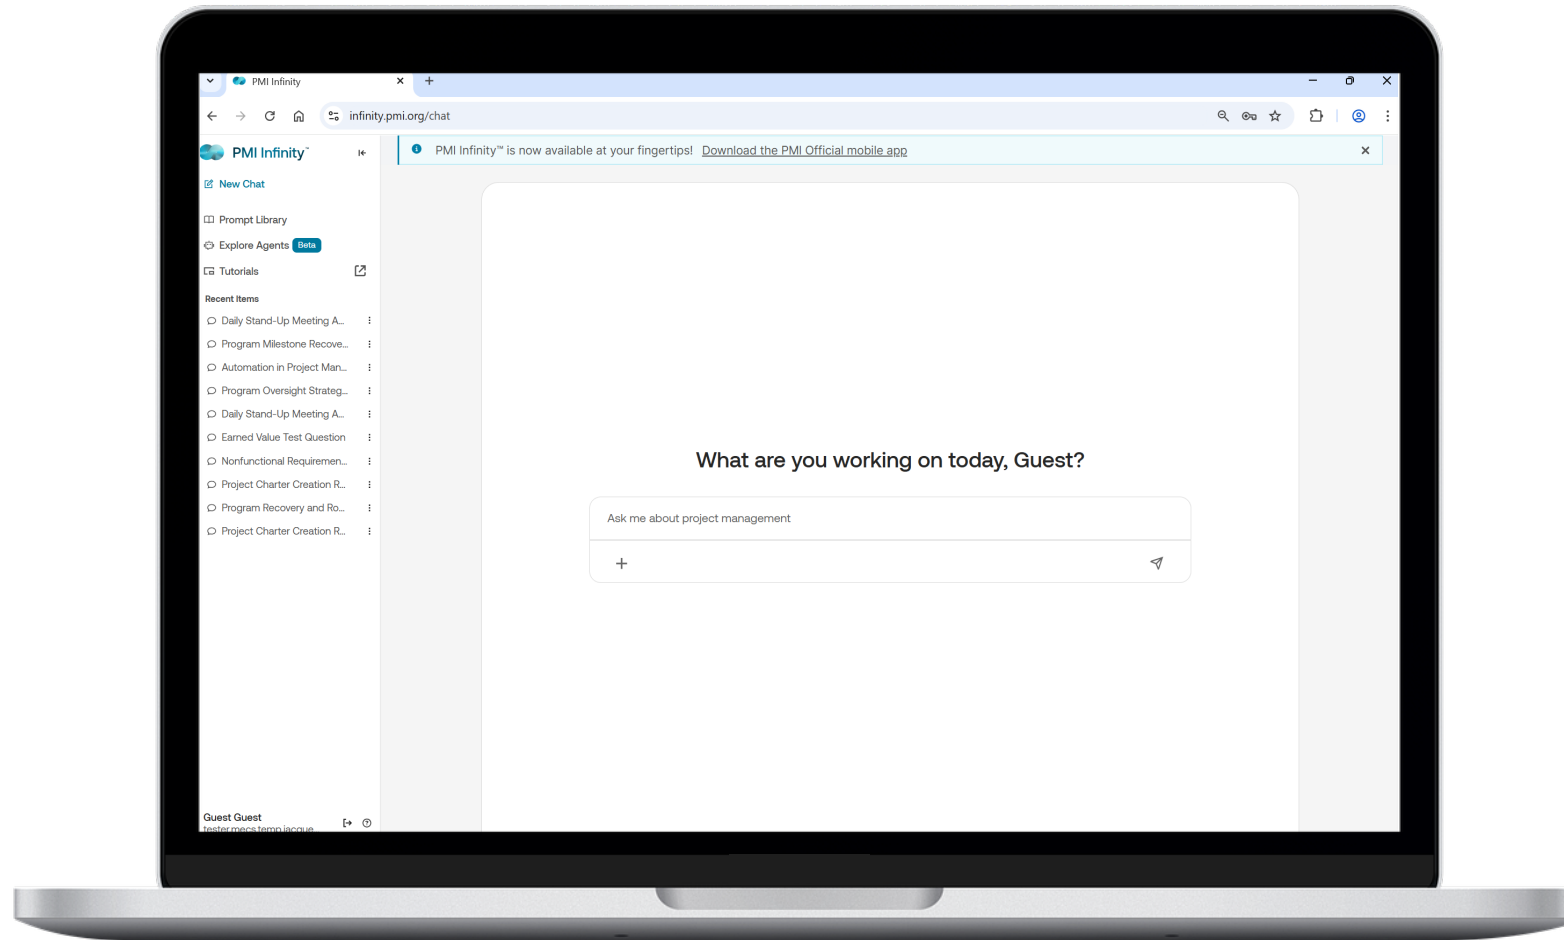 PMI Infinity
infinity.pmi.org/chat
PMI Infinity™
PMI Infinity™ is now available at your fingertips! Download the PMI Official mobile app
New Chat
Prompt Library
Explore Agents Beta
Tutorials
Recent Items
Daily Stand-Up Meeting A...
Program Milestone Recove...
Automation in Project Man...
Program Oversight Strateg...
Daily Stand-Up Meeting A...
Earned Value Test Question
Nonfunctional Requiremen...
Project Charter Creation R...
Program Recovery and Ro...
Project Charter Creation R...
What are you working on today, Guest?
Ask me about project management
Guest Guest
tester.mecs.temp.jacque...